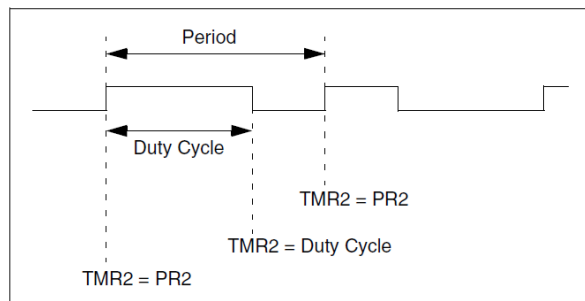 Period
Duty Cycle
TMR2 = PR2
TMR2 = Duty Cycle
TMR2 = PR2